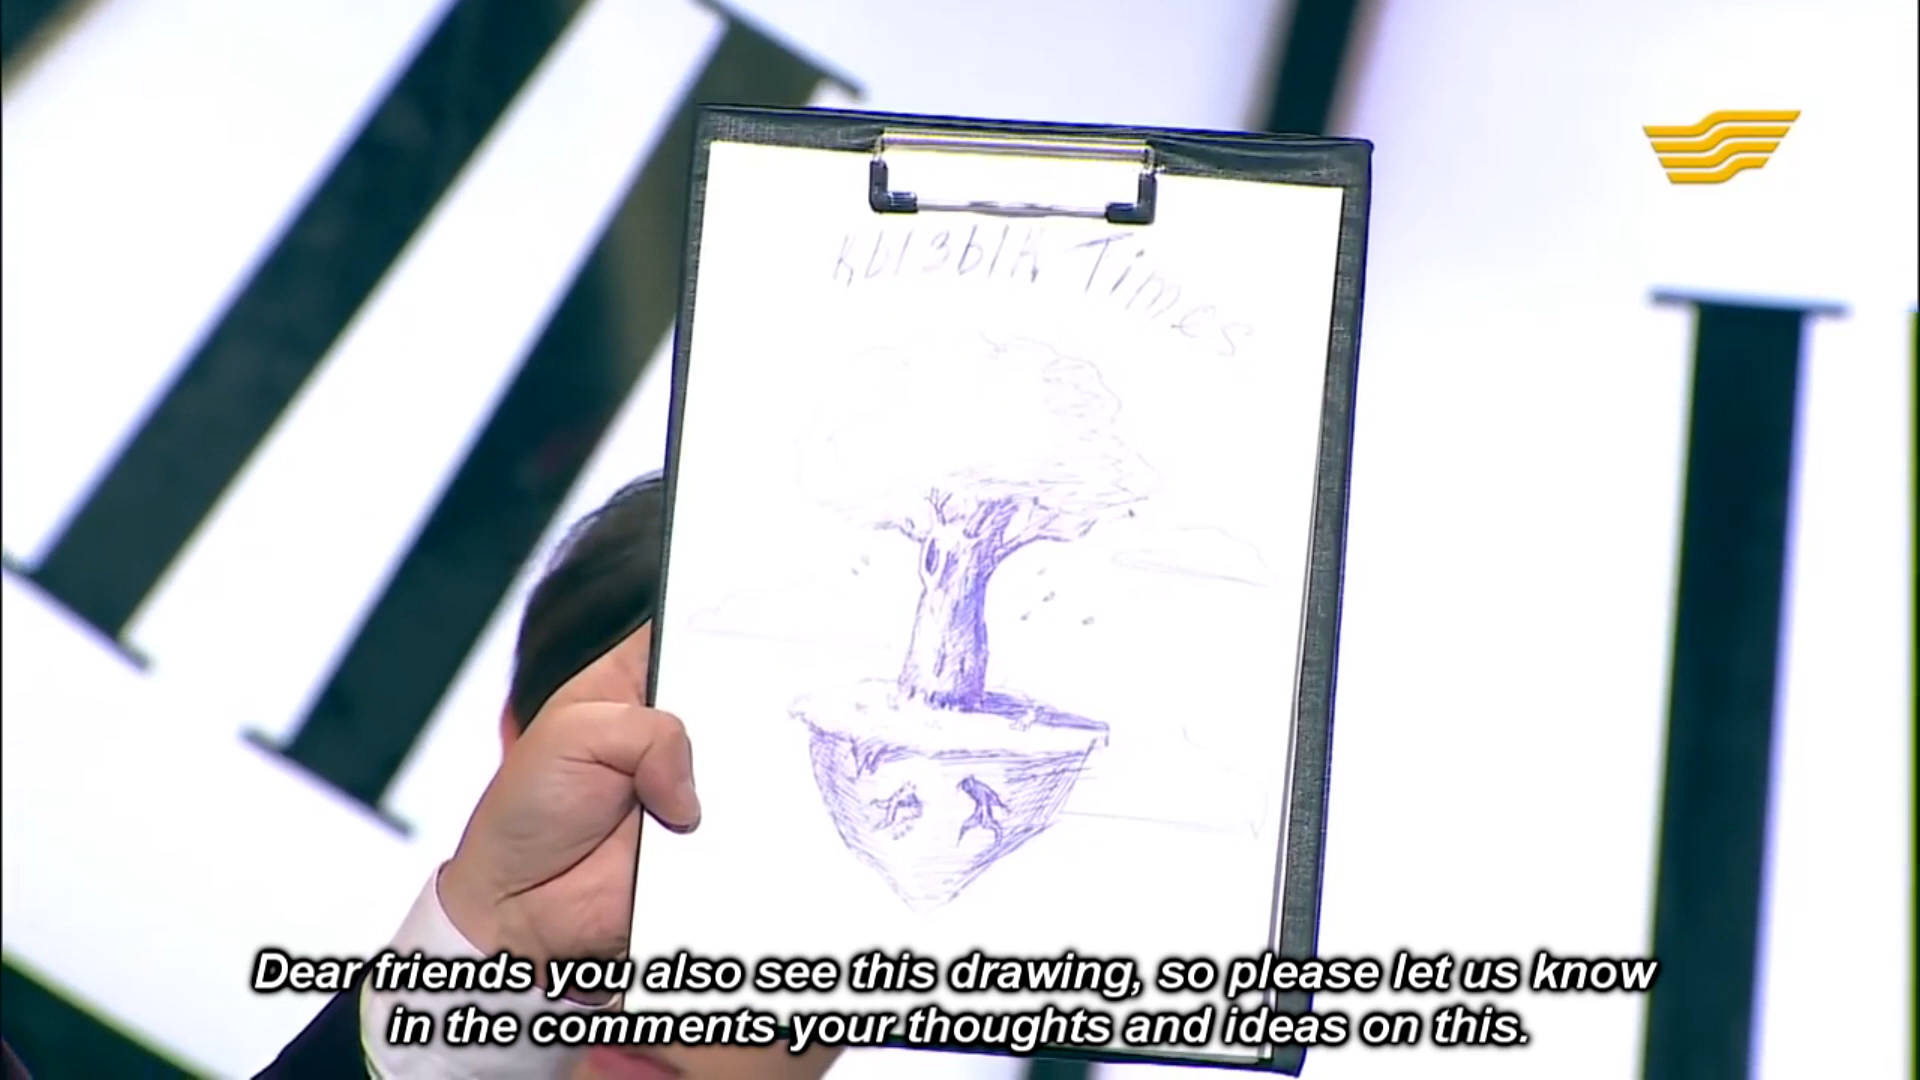 Кызык Times
Dear friends you also see this drawing, so please let us know
in the comments your thoughts and ideas on this.